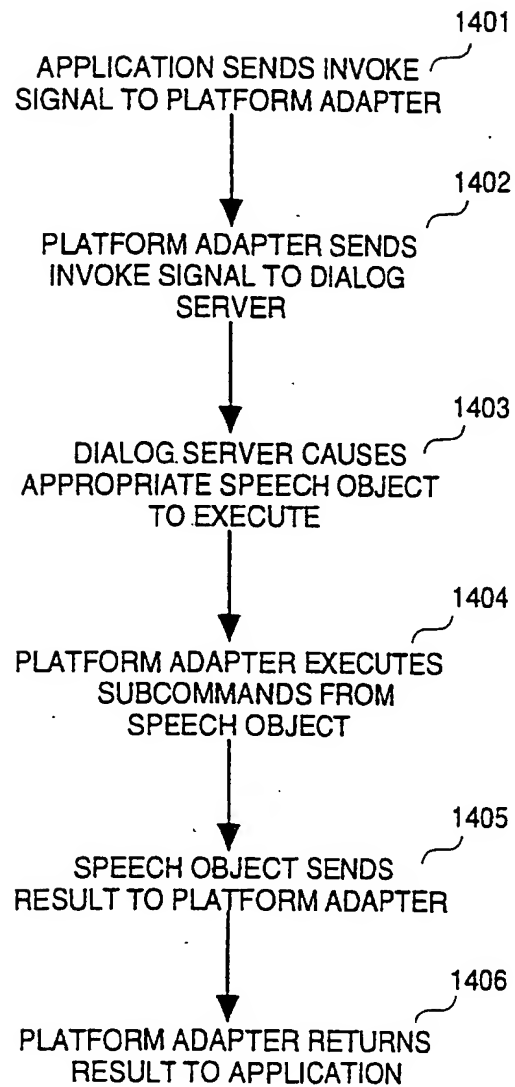 1401
APPLICATION SENDS INVOKE
SIGNAL TO PLATFORM ADAPTER
1402
PLATFORM ADAPTER SENDS
INVOKE SIGNAL TO DIALOG
SERVER
1403
DIALOG SERVER CAUSES
APPROPRIATE SPEECH OBJECT
TO EXECUTE
1404
PLATFORM ADAPTER EXECUTES
SUBCOMMANDS FROM
SPEECH OBJECT
1405
SPEECH OBJECT SENDS
RESULT TO PLATFORM ADAPTER
1406
PLATFORM ADAPTER RETURNS
RESULT TO APPLICATION